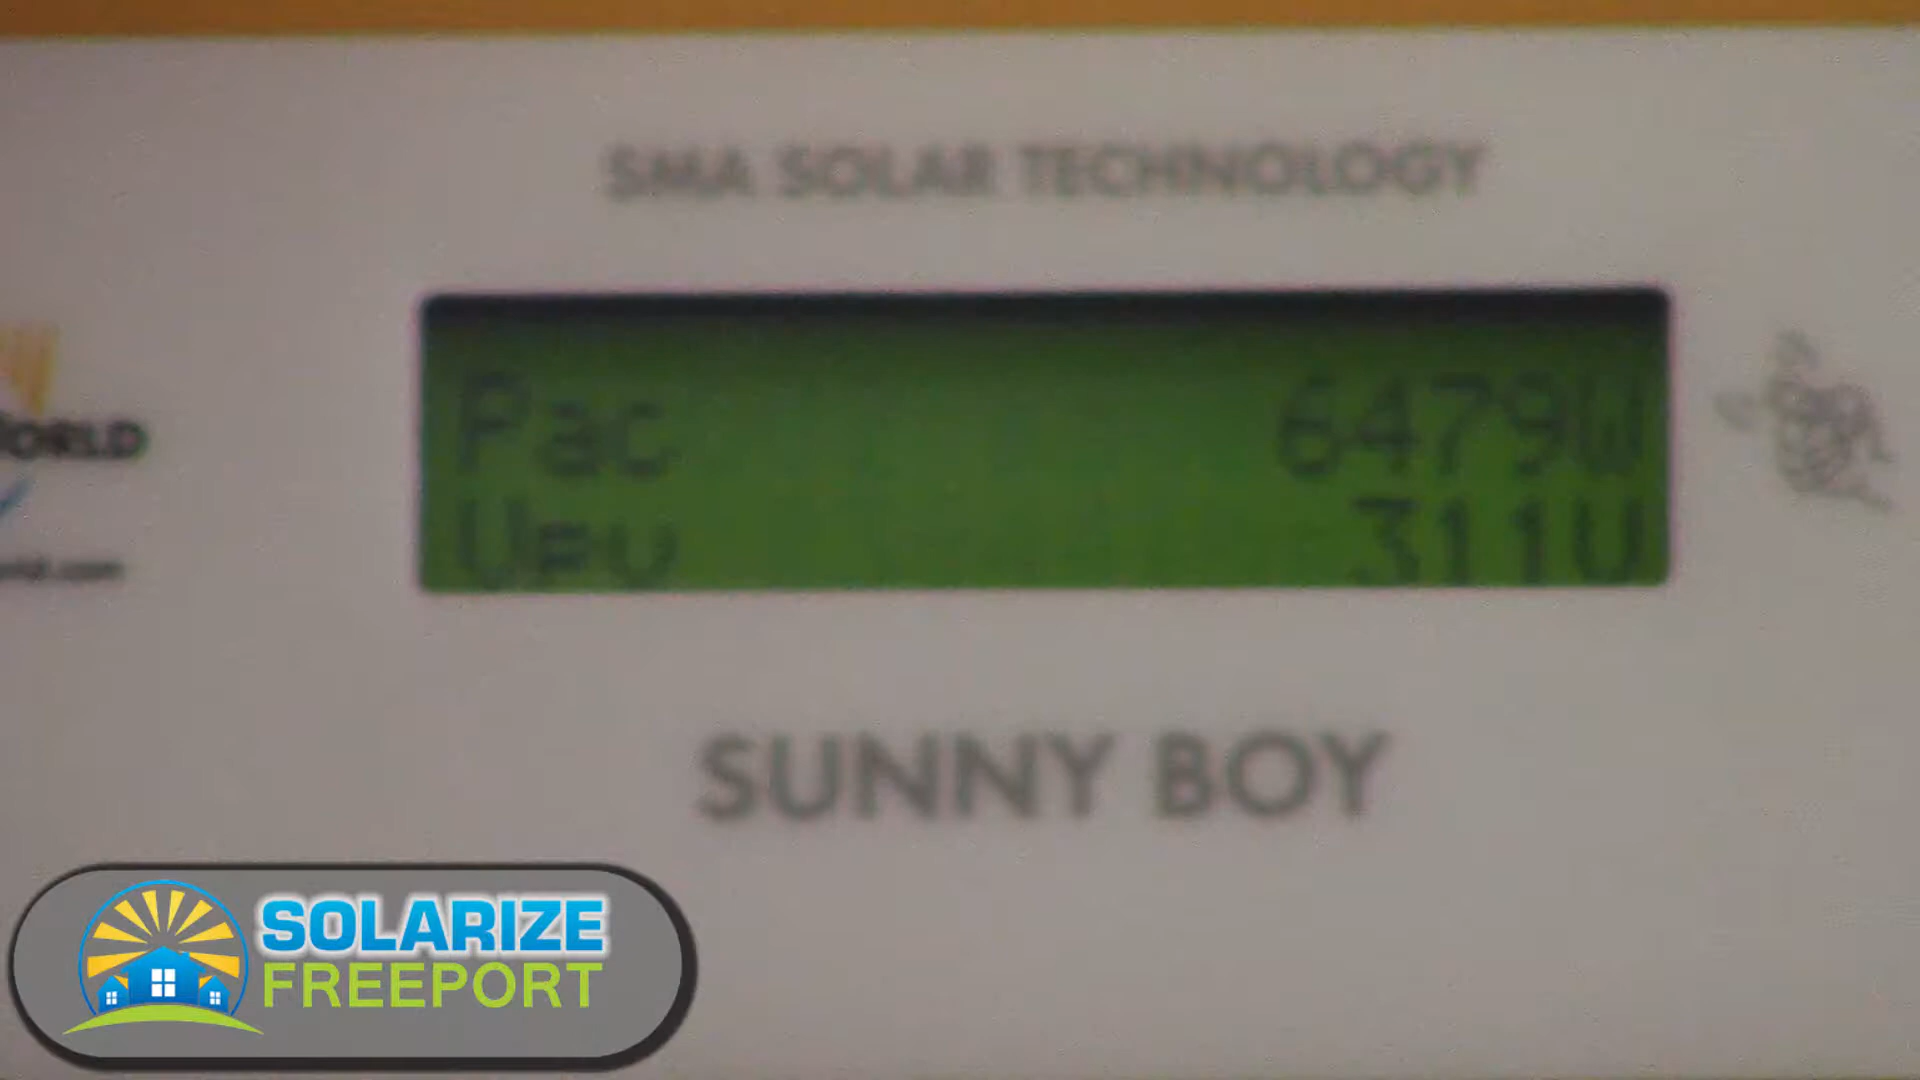 SMA SOLAR TECHNOLOGY
Pac 6479W
Upv 311V
SUNNY BOY
SOLARIZE
FREEPORT